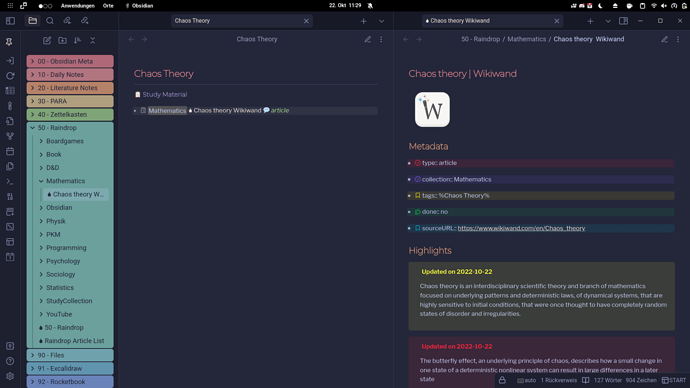 Anwendungen Orte Obsidian
22. Okt. 11:29
Chaos Theory
Chaos theory Wikiwand
00 - Obsidian Meta
10 - Daily Notes
20 - Literature Notes
30 - PARA
40 - Zettelkasten
50 - Raindrop
Boardgames
Book
D&D
Mathematics
Chaos theory W...
Obsidian
Physik
PKM
Programming
Psychology
Sociology
Statistics
StudyCollection
YouTube
50 - Raindrop
Raindrop Article List
90 - Files
91 - Excalidraw
92 - Rocketbook
Chaos Theory
Chaos Theory
Study Material
Mathematics Chaos theory Wikiwand article
50 - Raindrop / Mathematics / Chaos theory Wikiwand
Chaos theory | Wikiwand
W
Metadata
type:: article
collection:: Mathematics
tags:: %Chaos Theory%
done:: no
sourceURL:: https://www.wikiwand.com/en/Chaos_theory
Highlights
Updated on 2022-10-22
Chaos theory is an interdisciplinary scientific theory and branch of mathematics
focused on underlying patterns and deterministic laws, of dynamical systems, that are
highly sensitive to initial conditions, that were once thought to have completely random
states of disorder and irregularities.
Updated on 2022-10-22
The butterfly effect, an underlying principle of chaos, describes how a small change in
one state of a deterministic nonlinear system can result in large differences in a later
state
auto 1 Rückverweis 127 Wörter 904 Zeichen START